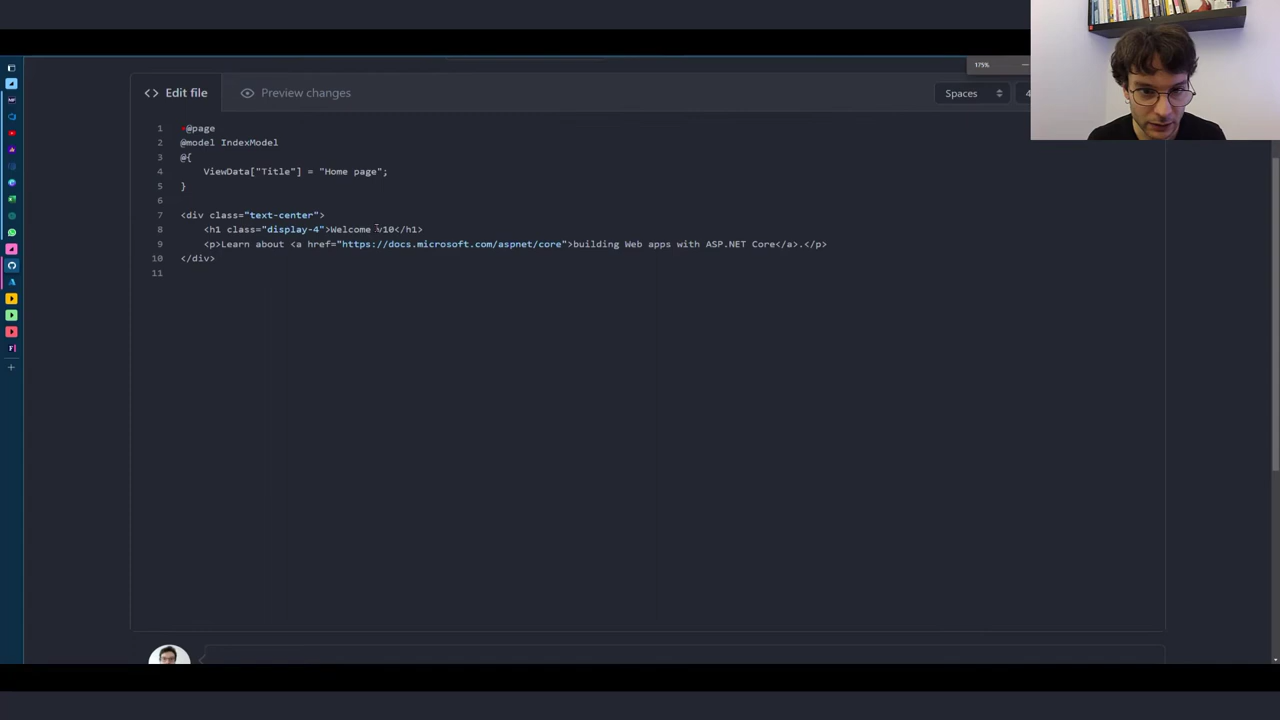 175%
Edit file
Preview changes
Spaces
4
1 @page
2 @model IndexModel
3 @{
4 ViewData["Title"] = "Home page";
5 }
6
7 <div class="text-center">
8 <h1 class="display-4">Welcome v10</h1>
9 <p>Learn about <a href="https://docs.microsoft.com/aspnet/core">building Web apps with ASP.NET Core</a>.</p>
10 </div>
11